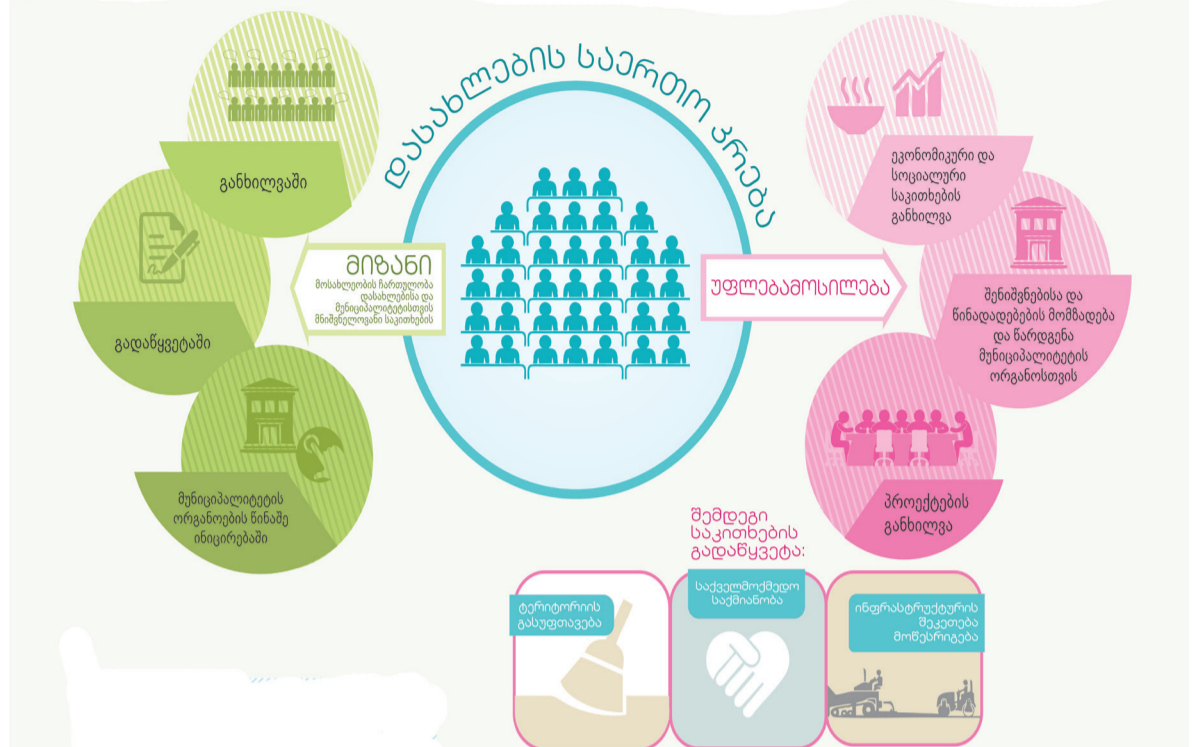 დასახლების საერთო კრება
განხილვაში
გადაწყვეტაში
მუნიციპალიტეტის
ორგანოების წინაშე
ინიცირებაში
მიზანი
მოსახლეობის ჩართულობა
დასახლებისა და
მუნიციპალიტეტისთვის
მნიშვნელოვანი საკითხების
უფლებამოსილება
ეკონომიკური და
სოციალური
საკითხების
განხილვა
შენიშვნებისა და
წინადადებების მომზადება
და წარდგენა
მუნიციპალიტეტის
ორგანოსთვის
პროექტების
განხილვა
შემდეგი
საკითხების
გადაწყვეტა:
ტერიტორიის
გასუფთავება
საქველმოქმედო
საქმიანობა
ინფრასტრუქტურის
შეკეთება
მოწესრიგება